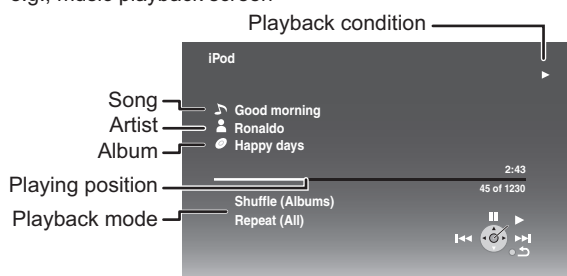 e.g., music playback screen
Playback condition
iPod
Song
Good morning
Artist
Ronaldo
Album
Happy days
Playing position
2:43
45 of 1230
Playback mode
Shuffle (Albums)
Repeat (All)